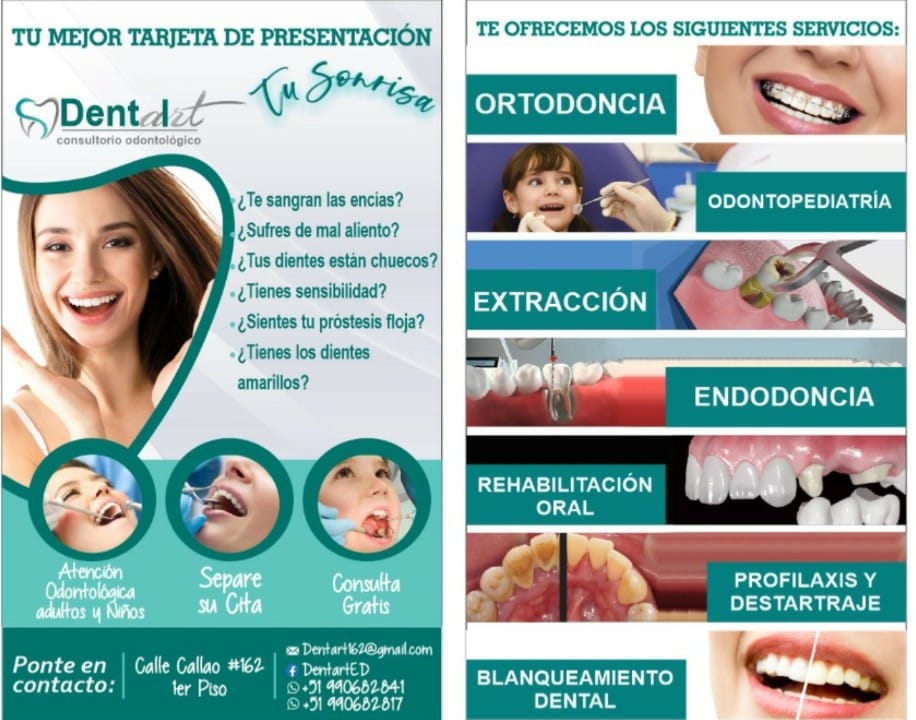 TU MEJOR TARJETA DE PRESENTACIÓN
Tu Sonrisa
Dentalart
consultorio odontológico
¿Te sangran las encías?
¿Sufres de mal aliento?
¿Tus dientes están chuecos?
¿Tienes sensibilidad?
¿Sientes tu próstesis floja?
¿Tienes los dientes
amarillos?
Atención
Odontológica
adultos y Niños
Separe
su Cita
Consulta
Gratis
Ponte en
contacto:
Calle Callao #162
1er Piso
Dentart162@gmail.com
DentartED
+51 990682841
+51 990682817
TE OFRECEMOS LOS SIGUIENTES SERVICIOS:
ORTODONCIA
ODONTOPEDIATRÍA
EXTRACCIÓN
ENDODONCIA
REHABILITACIÓN
ORAL
PROFILAXIS Y
DESTARTRAJE
BLANQUEAMIENTO
DENTAL